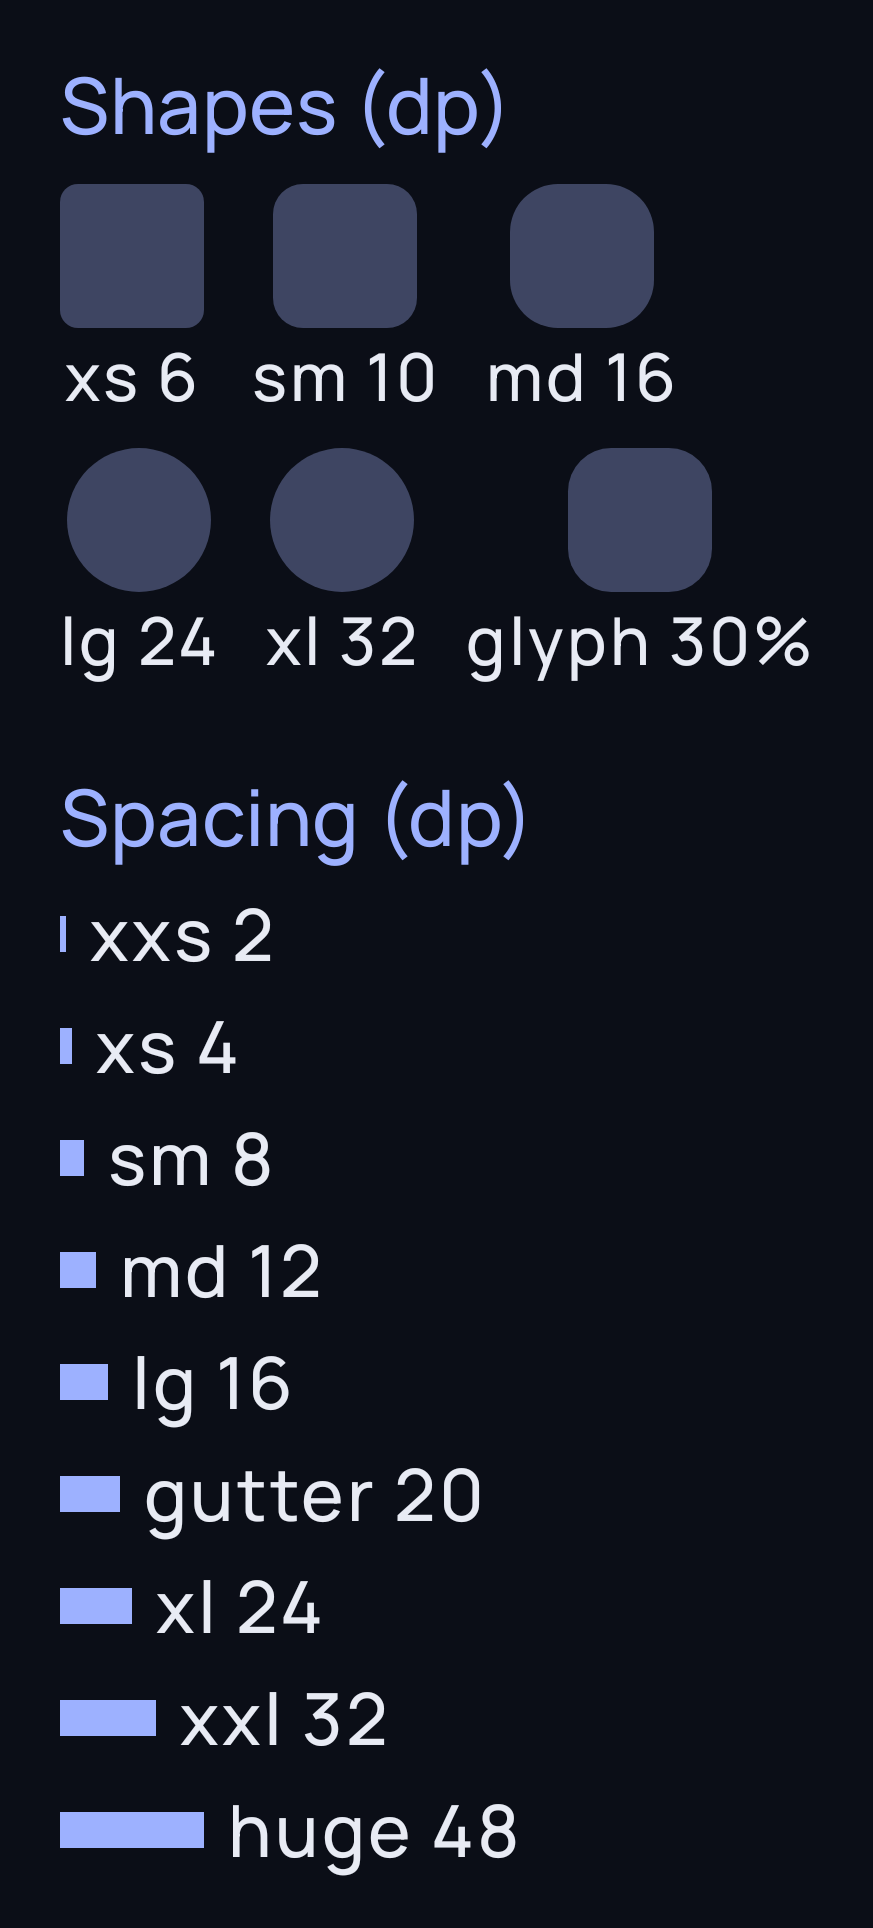 Shapes (dp)
xs 6 sm 10 md 16
lg 24 xl 32 glyph 30%
Spacing (dp)
xxs 2
xs 4
sm 8
md 12
lg 16
gutter 20
xl 24
xxl 32
huge 48